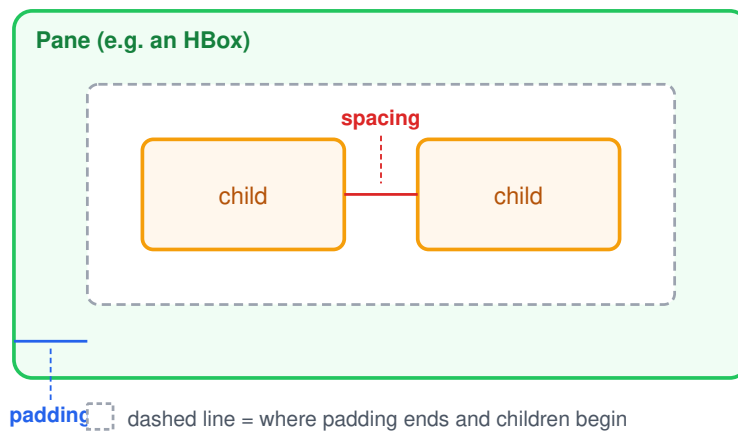 Pane (e.g. an HBox)
spacing
child
child
padding
dashed line = where padding ends and children begin